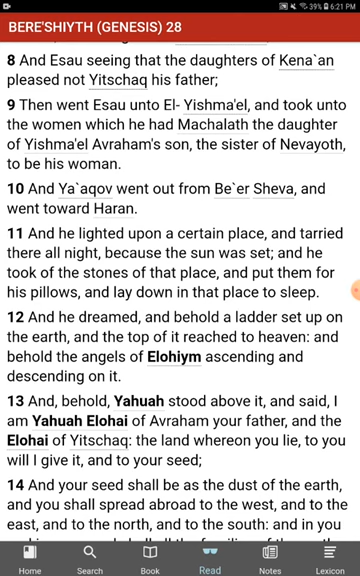 39% 6:21 PM
BERE'SHIYTH (GENESIS) 28
8 And Esau seeing that the daughters of Kena`an
pleased not Yitschaq his father;
9 Then went Esau unto El- Yishma'el, and took unto
the women which he had Machalath the daughter
of Yishma'el Avraham's son, the sister of Nevayoth,
to be his woman.
10 And Ya`aqov went out from Be`er Sheva, and
went toward Haran.
11 And he lighted upon a certain place, and tarried
there all night, because the sun was set; and he
took of the stones of that place, and put them for
his pillows, and lay down in that place to sleep.
12 And he dreamed, and behold a ladder set up on
the earth, and the top of it reached to heaven: and
behold the angels of Elohiym ascending and
descending on it.
13 And, behold, Yahuah stood above it, and said, I
am Yahuah Elohai of Avraham your father, and the
Elohai of Yitschaq: the land whereon you lie, to you
will I give it, and to your seed;
14 And your seed shall be as the dust of the earth,
and you shall spread abroad to the west, and to the
east, and to the north, and to the south: and in you
Home Search Book Read Notes Lexicon